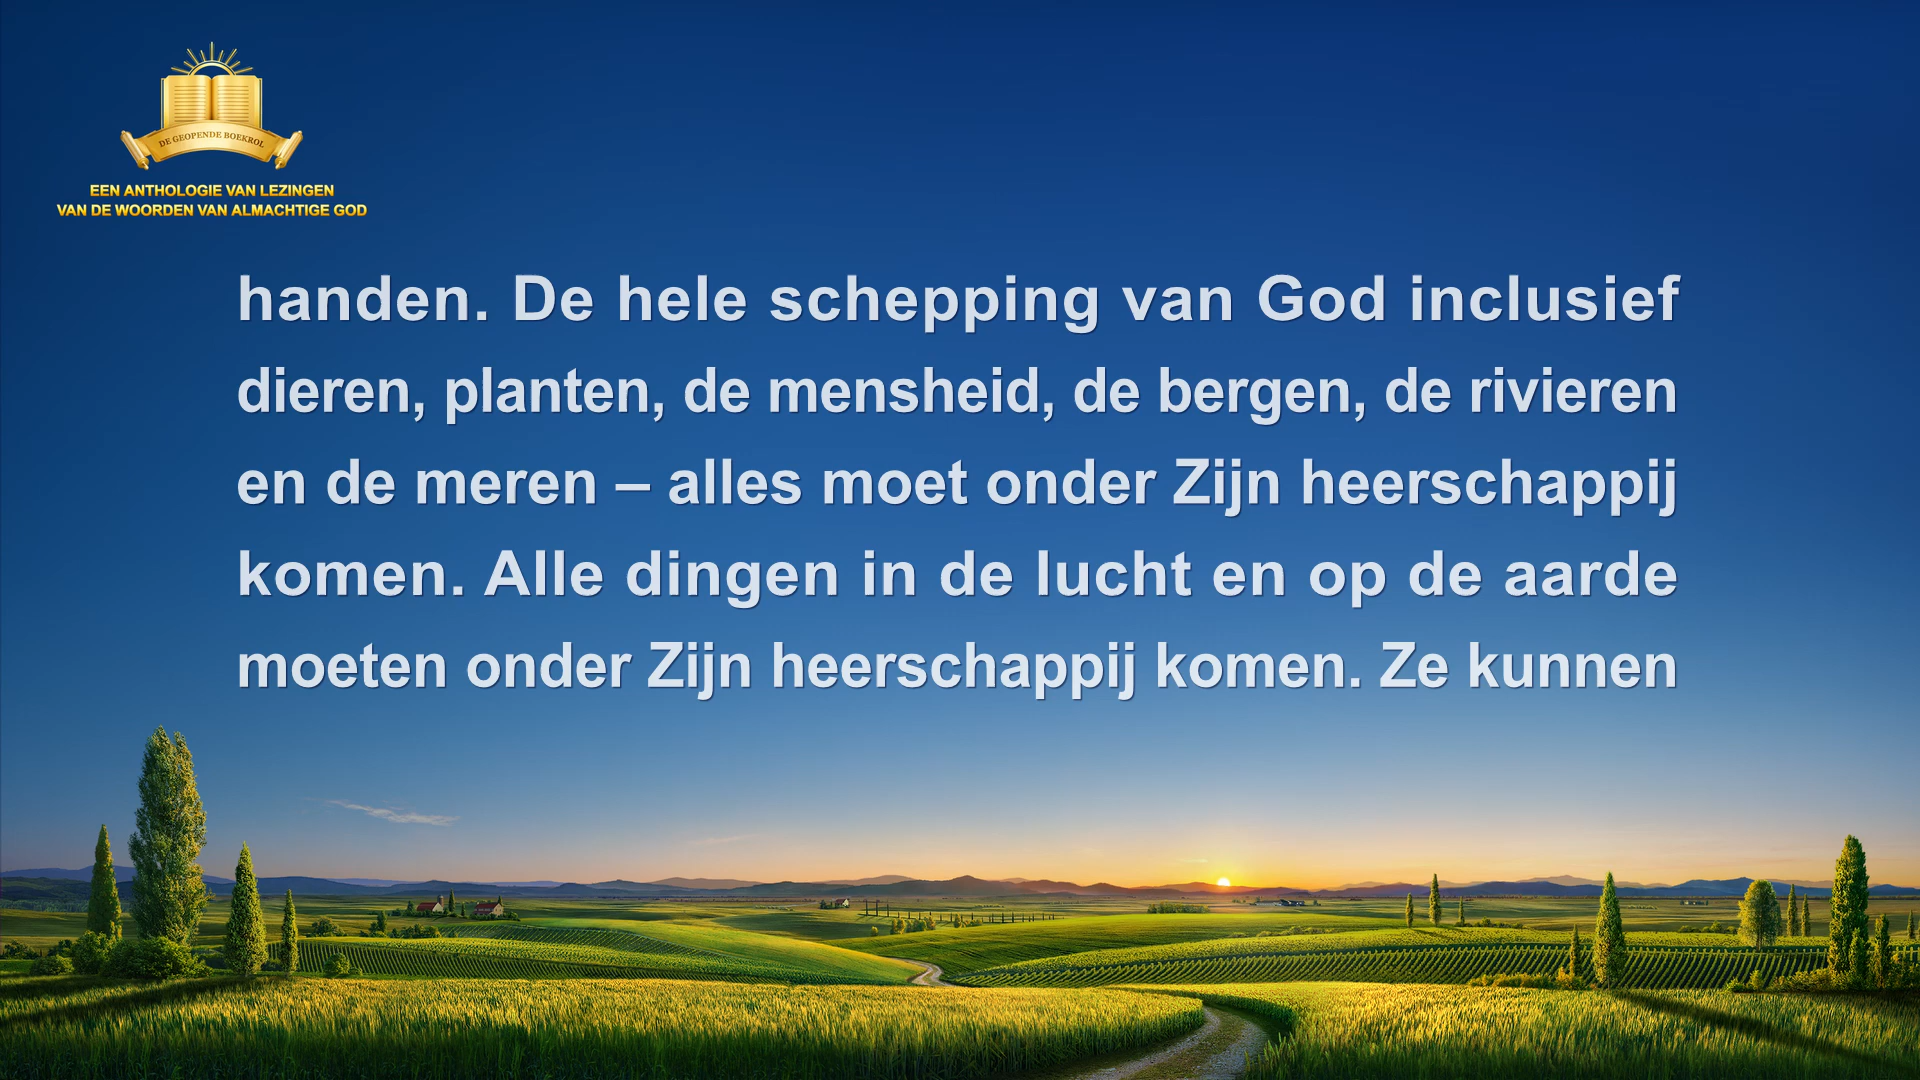 DE GEOPENDE BOEKROL
EEN ANTHOLOGIE VAN LEZINGEN
VAN DE WOORDEN VAN ALMACHTIGE GOD
handen. De hele schepping van God inclusief
dieren, planten, de mensheid, de bergen, de rivieren
en de meren – alles moet onder Zijn heerschappij
komen. Alle dingen in de lucht en op de aarde
moeten onder Zijn heerschappij komen. Ze kunnen